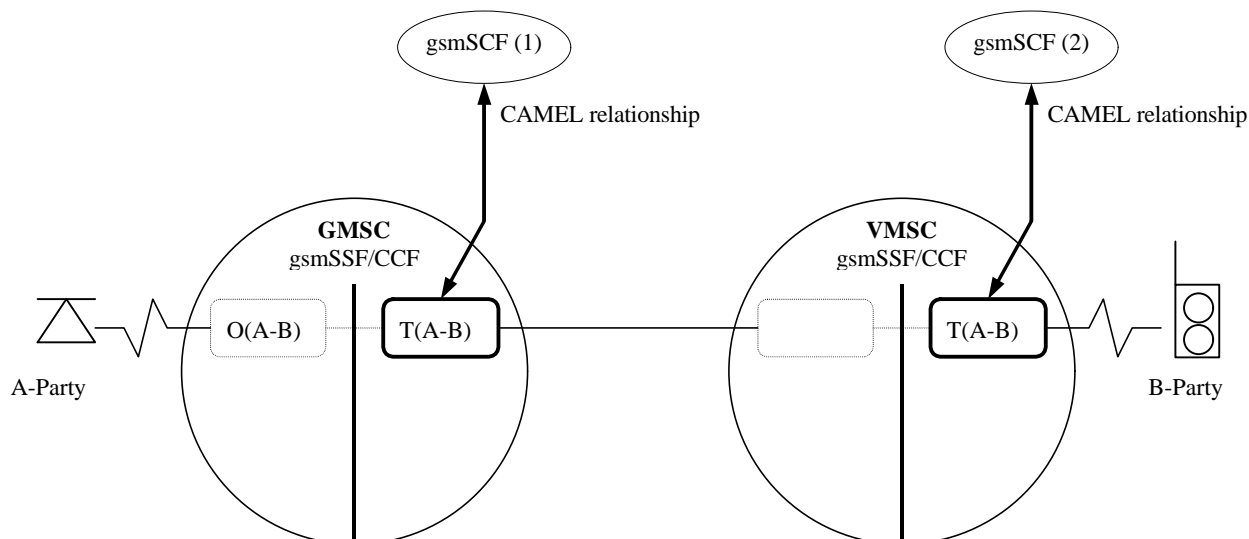 gsmSCF (1)
gsmSCF (2)
CAMEL relationship
CAMEL relationship
GMSC
gsmSSF/CCF
VMSC
gsmSSF/CCF
O(A-B)
T(A-B)
T(A-B)
A-Party
B-Party